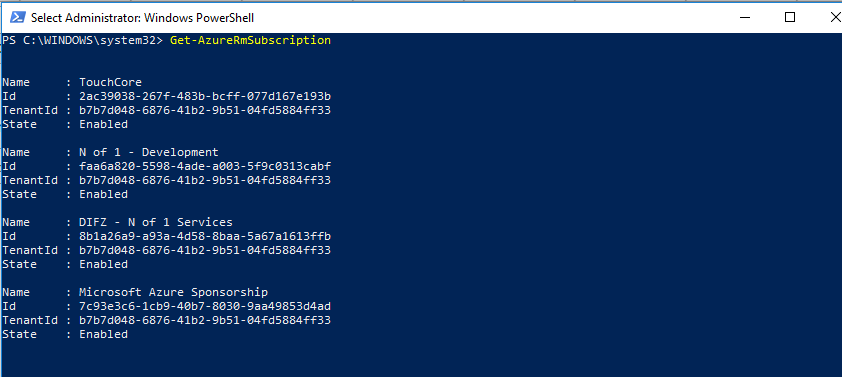 Select Administrator: Windows PowerShell
PS C:\WINDOWS\system32> Get-AzureRmSubscription
Name     : TouchCore
Id       : 2ac39038-267f-483b-bcff-077d167e193b
TenantId : b7b7d048-6876-41b2-9b51-04fd5884ff33
State    : Enabled
Name     : N of 1 - Development
Id       : faa6a820-5598-4ade-a003-5f9c0313cabf
TenantId : b7b7d048-6876-41b2-9b51-04fd5884ff33
State    : Enabled
Name     : DIFZ - N of 1 Services
Id       : 8b1a26a9-a93a-4d58-8baa-5a67a1613ffb
TenantId : b7b7d048-6876-41b2-9b51-04fd5884ff33
State    : Enabled
Name     : Microsoft Azure Sponsorship
Id       : 7c93e3c6-1cb9-40b7-8030-9aa49853d4ad
TenantId : b7b7d048-6876-41b2-9b51-04fd5884ff33
State    : Enabled